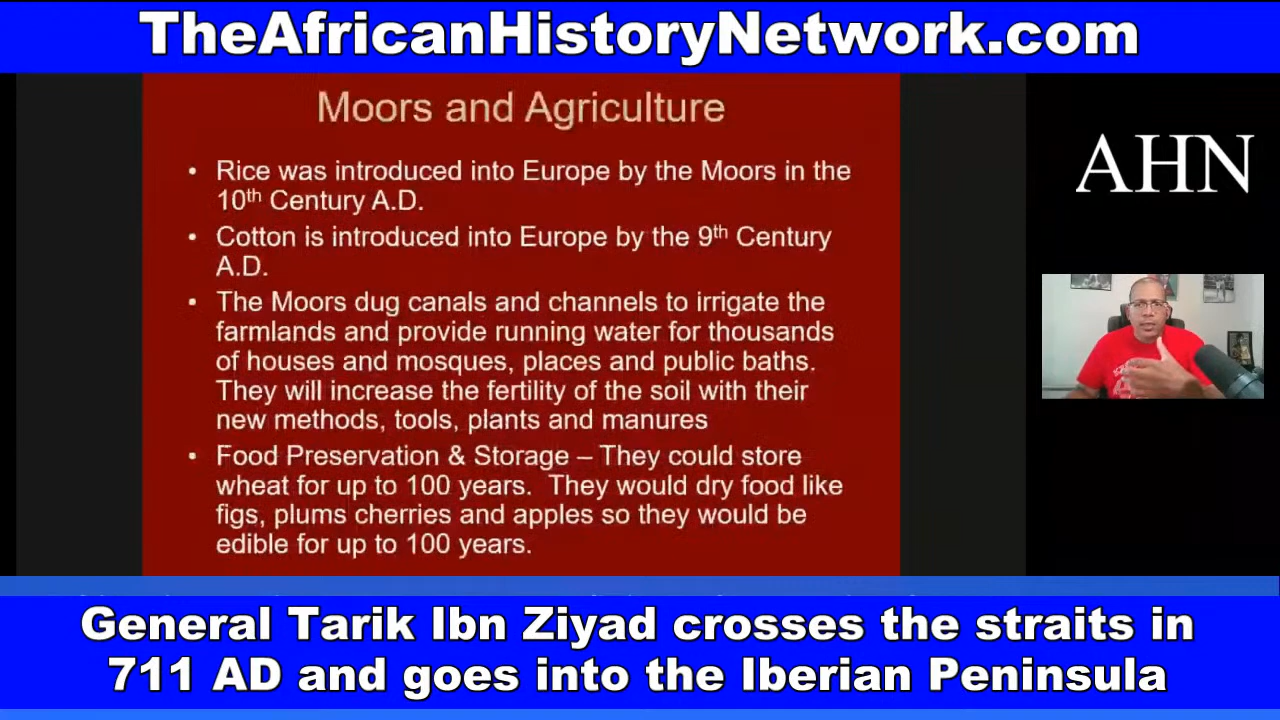 TheAfricanHistoryNetwork.com
Moors and Agriculture
AHN
• Rice was introduced into Europe by the Moors in the
10th Century A.D.
• Cotton is introduced into Europe by the 9th Century
A.D.
• The Moors dug canals and channels to irrigate the
farmlands and provide running water for thousands
of houses and mosques, places and public baths.
They will increase the fertility of the soil with their
new methods, tools, plants and manures
• Food Preservation & Storage – They could store
wheat for up to 100 years. They would dry food like
figs, plums cherries and apples so they would be
edible for up to 100 years.
General Tarik Ibn Ziyad crosses the straits in
711 AD and goes into the Iberian Peninsula